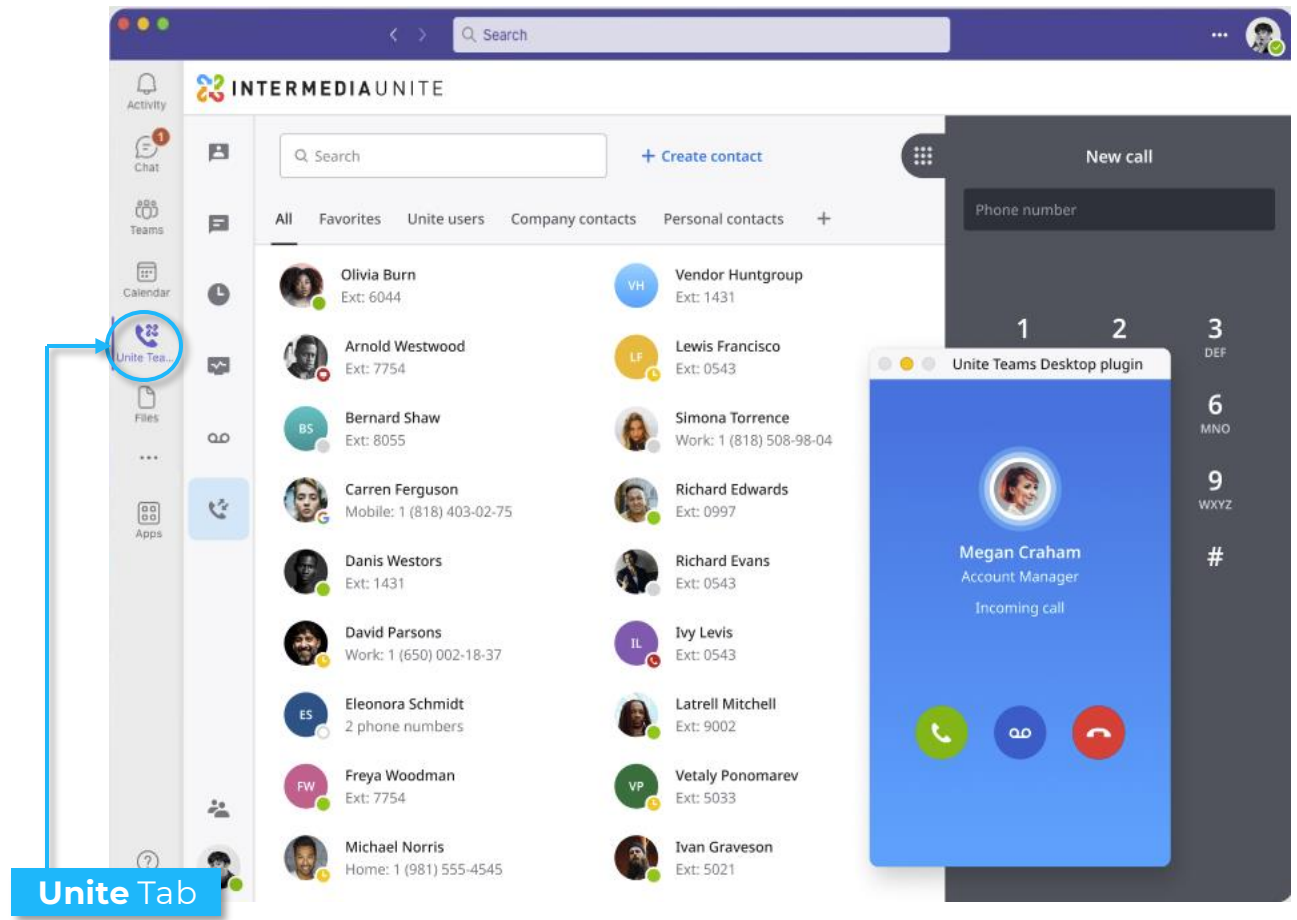 Search
Activity
INTERMEDIAUNITE
1
Chat
Teams
Calendar
Unite Tea...
Files
Apps
Search
+ Create contact
All Favorites Unite users Company contacts Personal contacts +
Olivia Burn
Ext: 6044
Vendor Huntgroup
Ext: 1431
VH
Arnold Westwood
Ext: 7754
Lewis Francisco
Ext: 0543
LF
Bernard Shaw
Ext: 8055
BS
Simona Torrence
Work: 1 (818) 508-98-04
Carren Ferguson
Mobile: 1 (818) 403-02-75
Richard Edwards
Ext: 0997
Danis Westors
Ext: 1431
Richard Evans
Ext: 0543
David Parsons
Work: 1 (650) 002-18-37
Ivy Levis
Ext: 0543
IL
Eleonora Schmidt
2 phone numbers
ES
Latrell Mitchell
Ext: 9002
Freya Woodman
Ext: 7754
FW
Vetaly Ponomarev
Ext: 5033
VP
Michael Norris
Home: 1 (981) 555-4545
Ivan Graveson
Ext: 5021
New call
Phone number
1 2 3
DEF
6
MNO
9
WXYZ
#
Unite Teams Desktop plugin
Megan Craham
Account Manager
Incoming call
Unite Tab